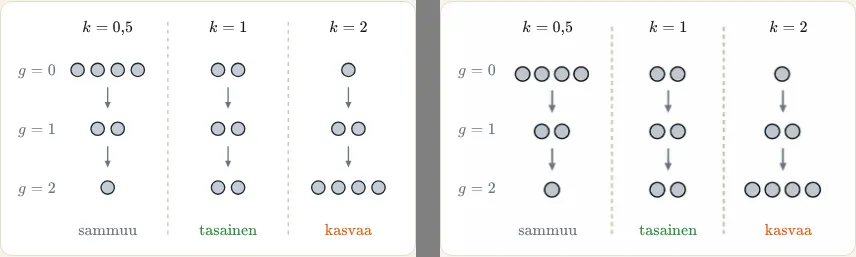 k = 0,5 k = 1 k = 2
g = 0
g = 1
g = 2
sammuu tasainen kasvaa
k = 0,5 k = 1 k = 2
g = 0
g = 1
g = 2
sammuu tasainen kasvaa